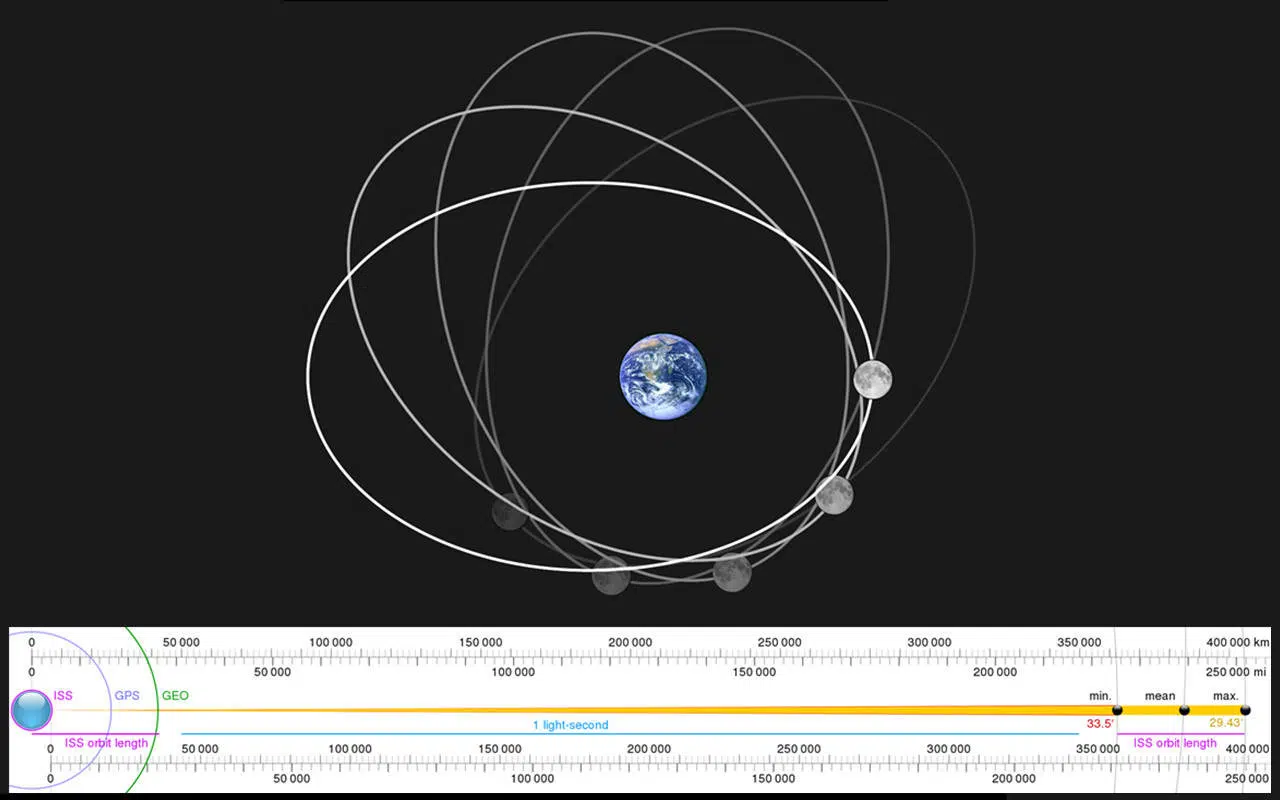 0 50 000 100 000 150 000 200 000 250 000 300 000 350 000 400 000 km
0 50 000 100 000 150 000 200 000 250 000 mi
ISS GPS GEO min. mean max.
1 light-second 33.5' 29.43'
ISS orbit length ISS orbit length
0 50 000 100 000 150 000 200 000 250 000 300 000 350 000 400 000
0 50 000 100 000 150 000 200 000 250 000